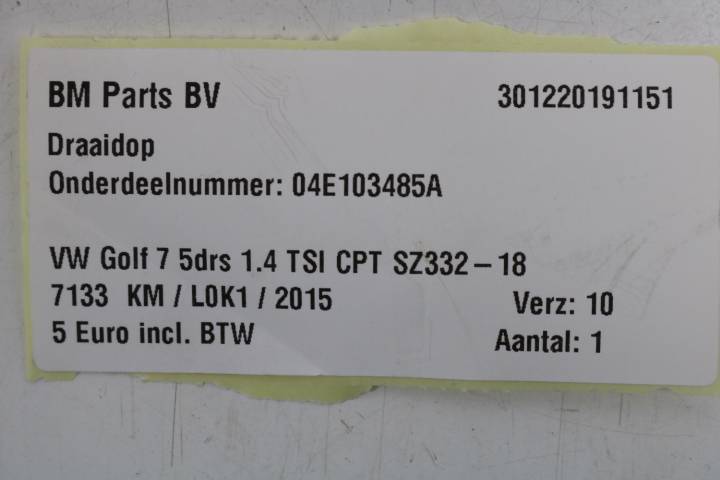 BM Parts BV 301220191151
Draaidop
Onderdeelnummer: 04E103485A
VW Golf 7 5drs 1.4 TSI CPT SZ332-18
7133 KM / L0K1 / 2015 Verz: 10
5 Euro incl. BTW Aantal: 1